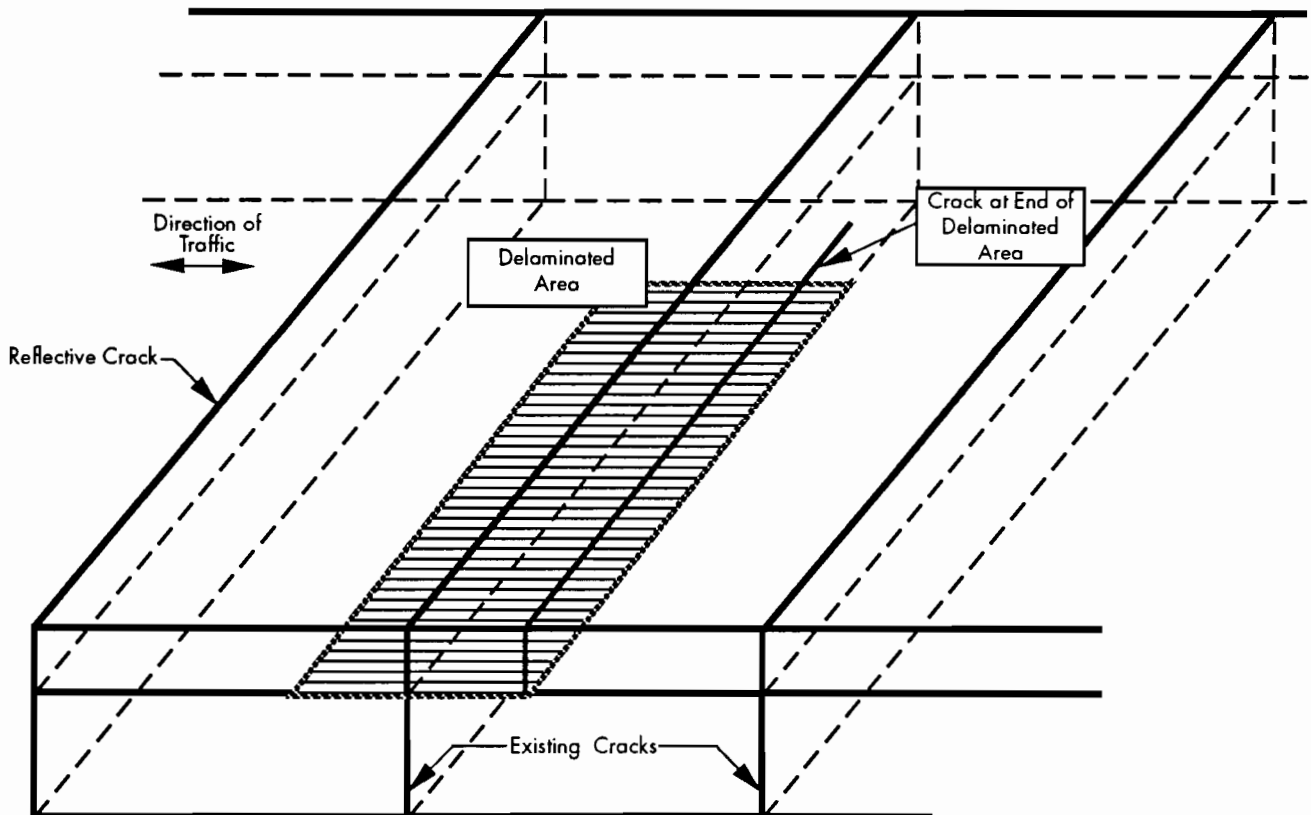 Direction of
Traffic
Delaminated
Area
Crack at End of
Delaminated
Area
Reflective Crack
Existing Cracks